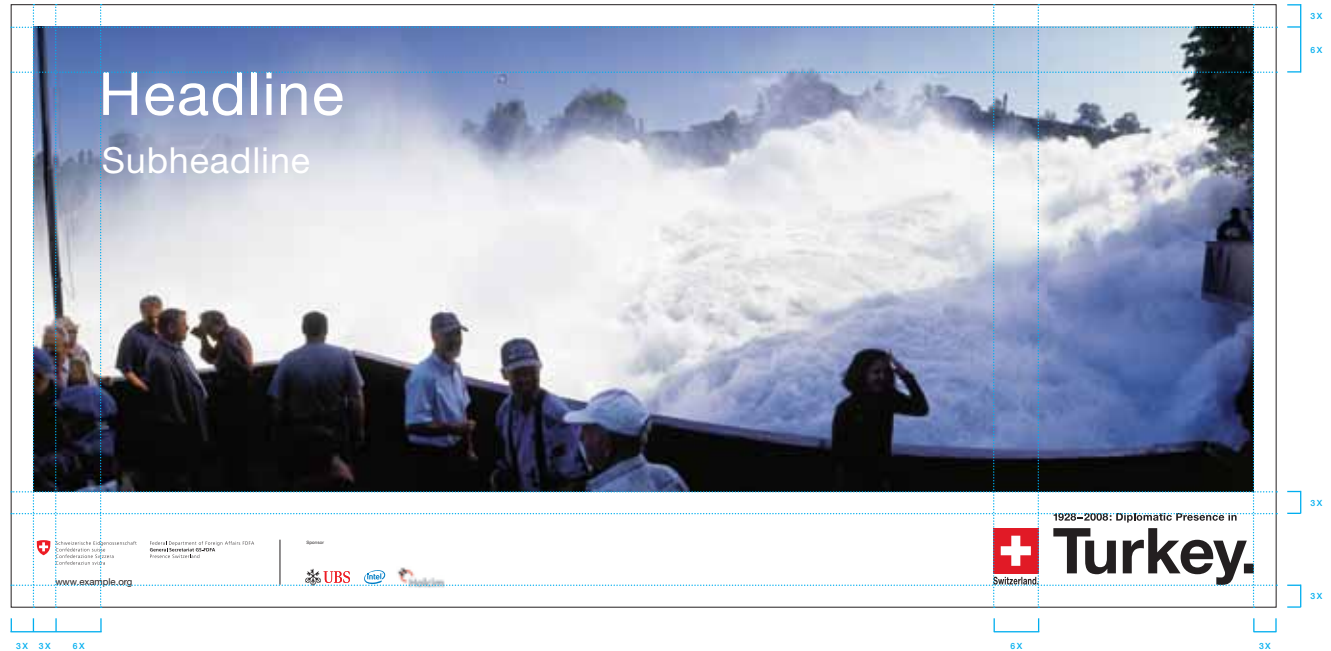 3X
6X
Headline
Subheadline
3X
1928–2008: Diplomatic Presence in
Turkey.
Switzerland.
Schweizerische Eidgenossenschaft
Confédération suisse
Confederazione Svizzera
Confederaziun svizra
Federal Department of Foreign Affairs FDFA
General Secretariat GS-FDFA
Presence Switzerland
www.example.org
Sponsor
UBS
intel
Holcim
3X
3X
3X
6X
6X
3X